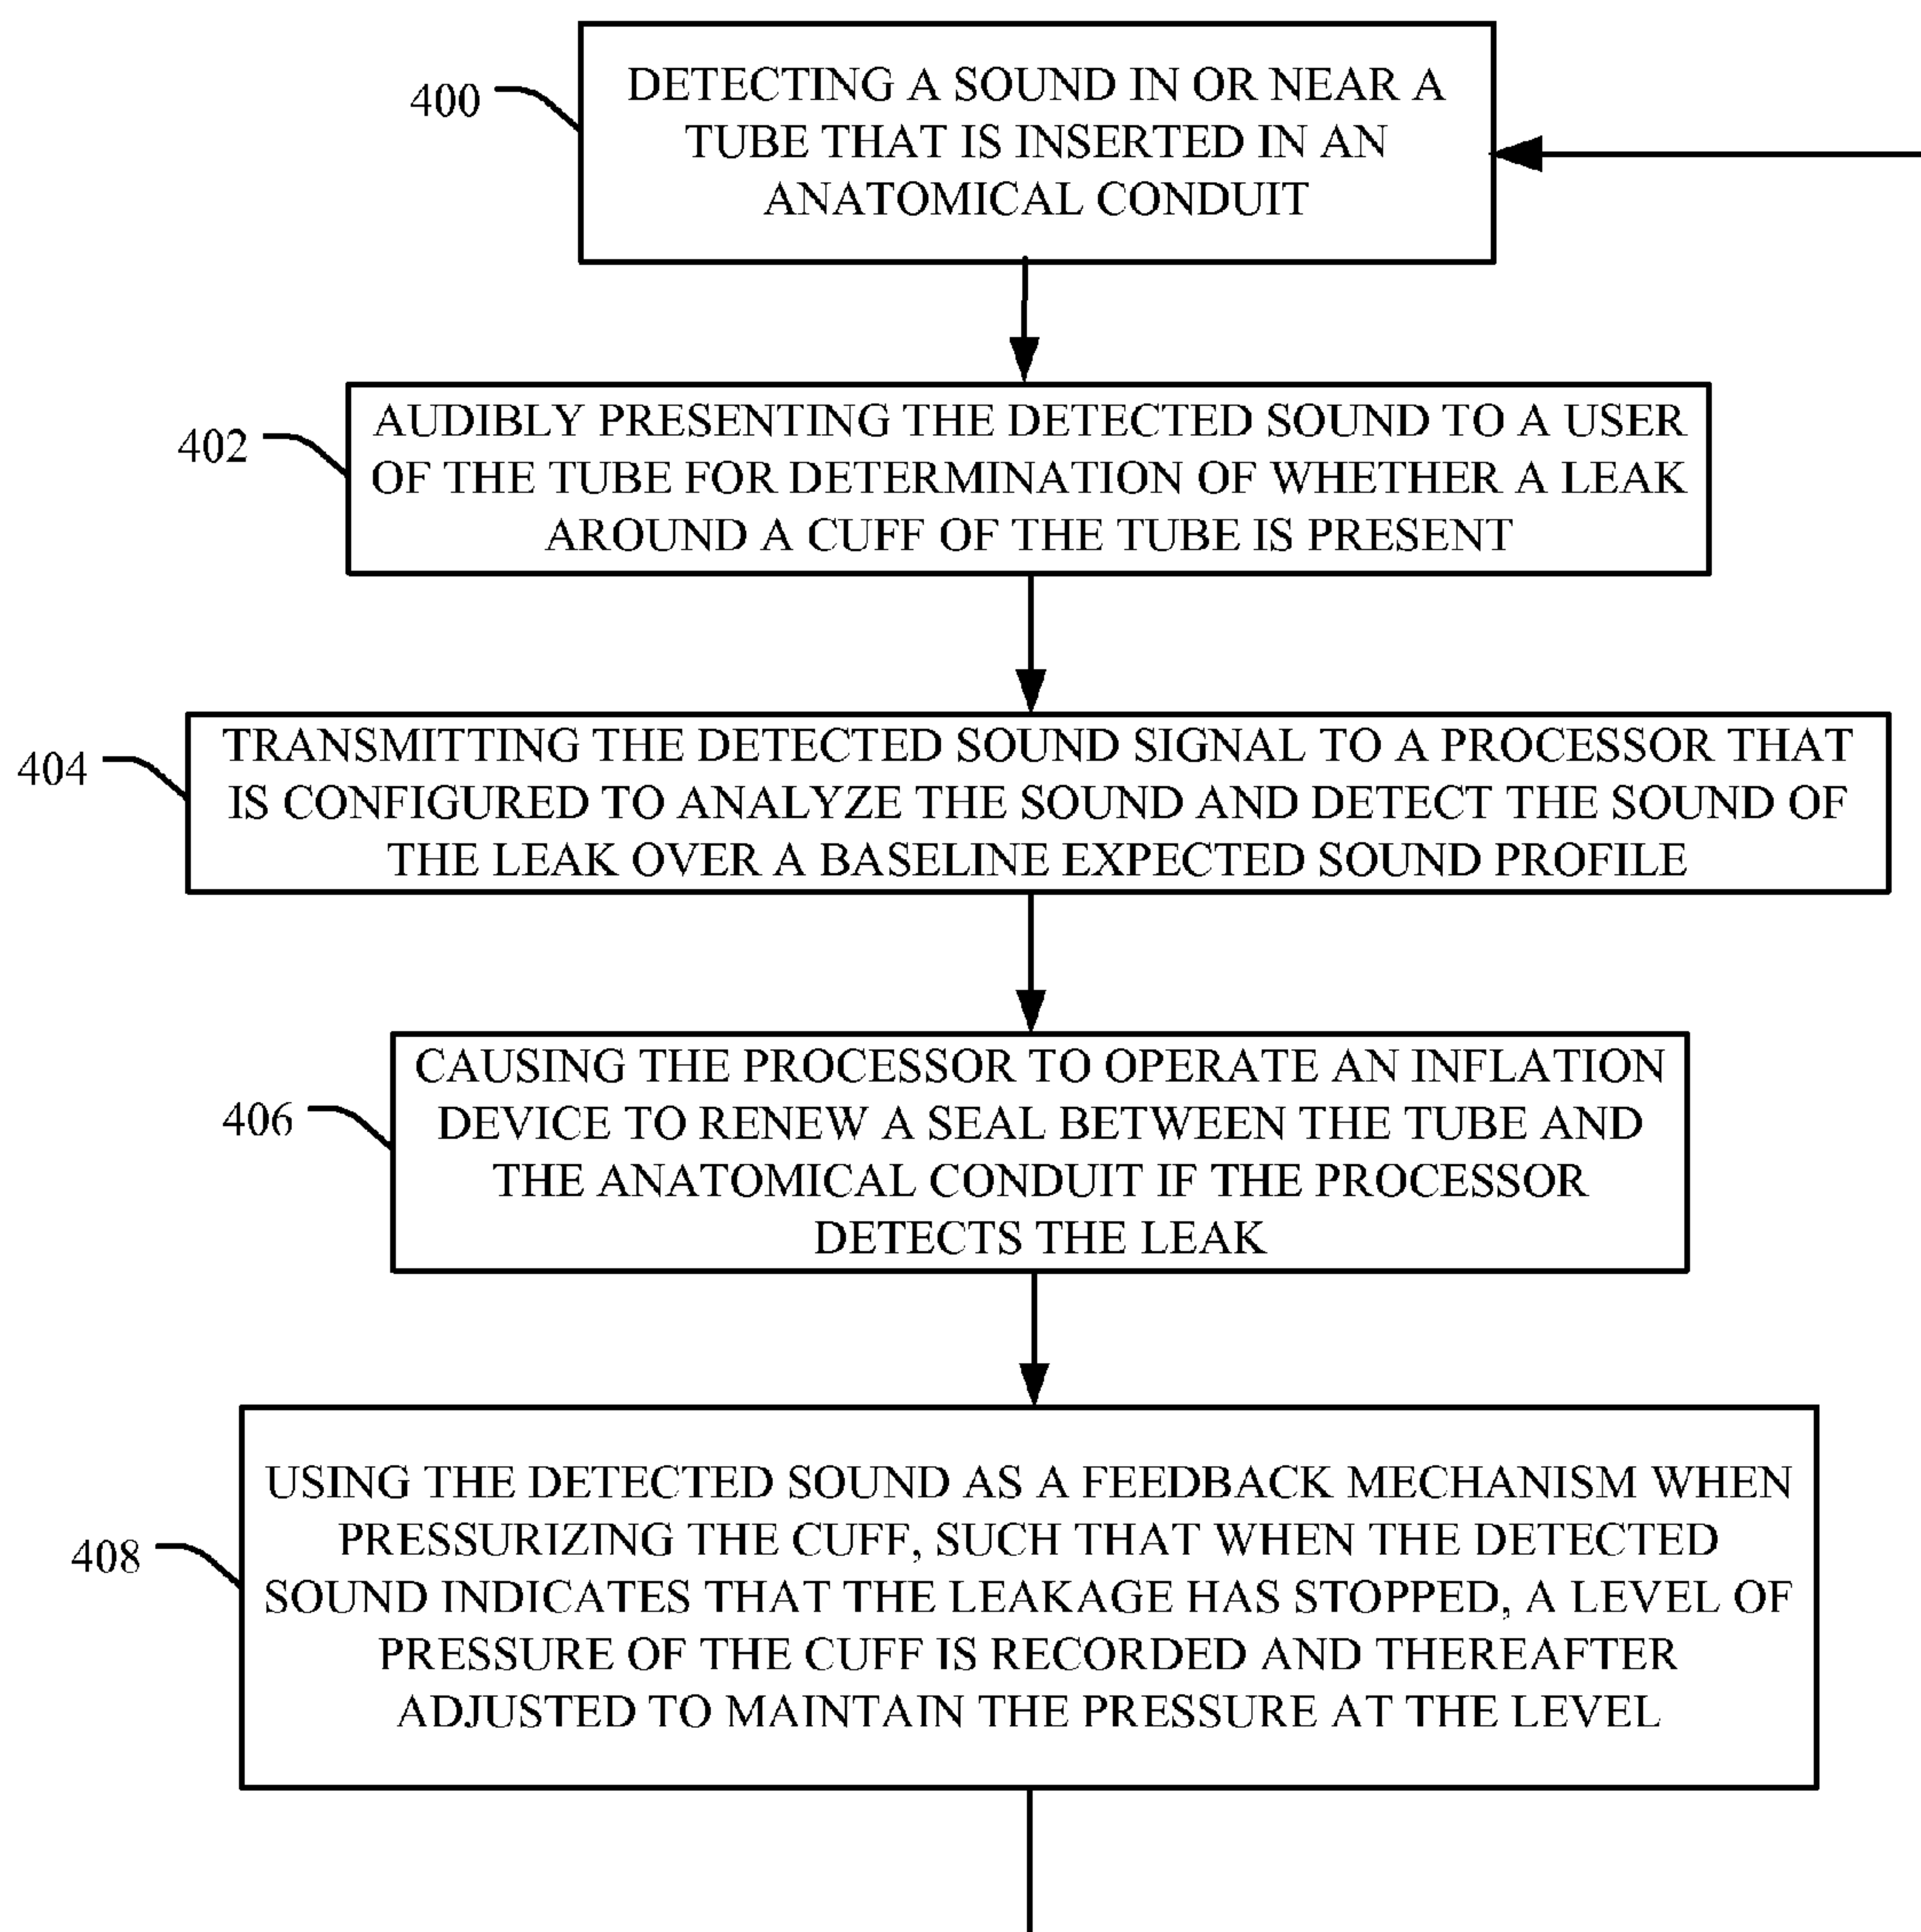 400
DETECTING A SOUND IN OR NEAR A
TUBE THAT IS INSERTED IN AN
ANATOMICAL CONDUIT
402
AUDIBLY PRESENTING THE DETECTED SOUND TO A USER
OF THE TUBE FOR DETERMINATION OF WHETHER A LEAK
AROUND A CUFF OF THE TUBE IS PRESENT
404
TRANSMITTING THE DETECTED SOUND SIGNAL TO A PROCESSOR THAT
IS CONFIGURED TO ANALYZE THE SOUND AND DETECT THE SOUND OF
THE LEAK OVER A BASELINE EXPECTED SOUND PROFILE
406
CAUSING THE PROCESSOR TO OPERATE AN INFLATION
DEVICE TO RENEW A SEAL BETWEEN THE TUBE AND
THE ANATOMICAL CONDUIT IF THE PROCESSOR
DETECTS THE LEAK
408
USING THE DETECTED SOUND AS A FEEDBACK MECHANISM WHEN
PRESSURIZING THE CUFF, SUCH THAT WHEN THE DETECTED
SOUND INDICATES THAT THE LEAKAGE HAS STOPPED, A LEVEL OF
PRESSURE OF THE CUFF IS RECORDED AND THEREAFTER
ADJUSTED TO MAINTAIN THE PRESSURE AT THE LEVEL